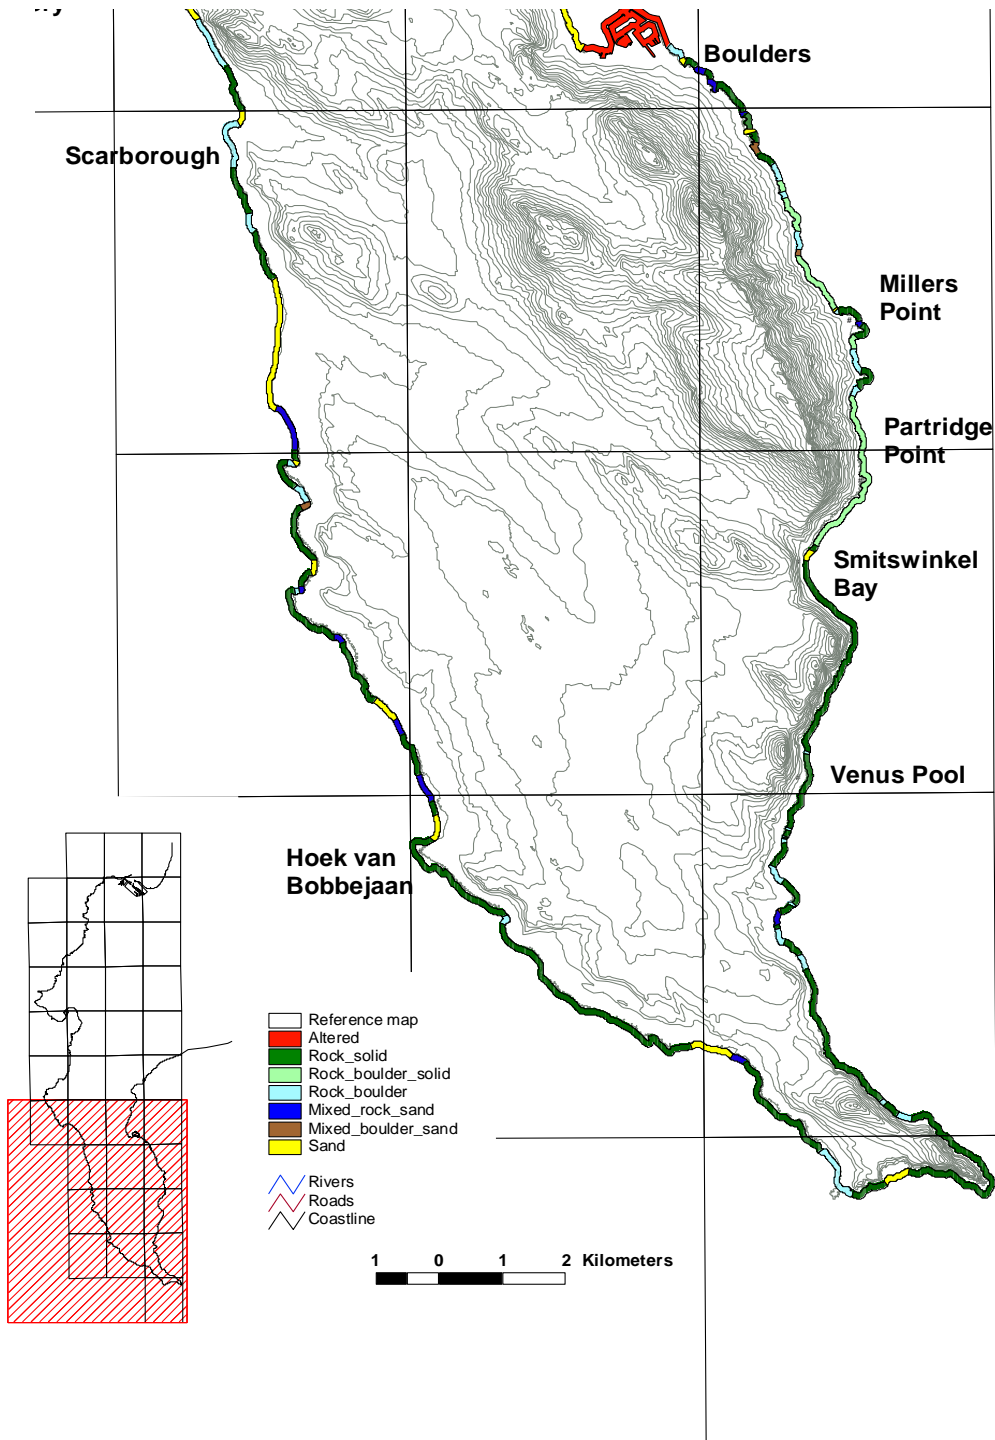 Boulders
Scarborough
Millers
Point
Partridge
Point
Smitswinkel
Bay
Venus Pool
Hoek van
Bobbejaan
Reference map
Altered
Rock_solid
Rock_boulder_solid
Rock_boulder
Mixed_rock_sand
Mixed_boulder_sand
Sand
Rivers
Roads
Coastline
1 0 1 2 Kilometers